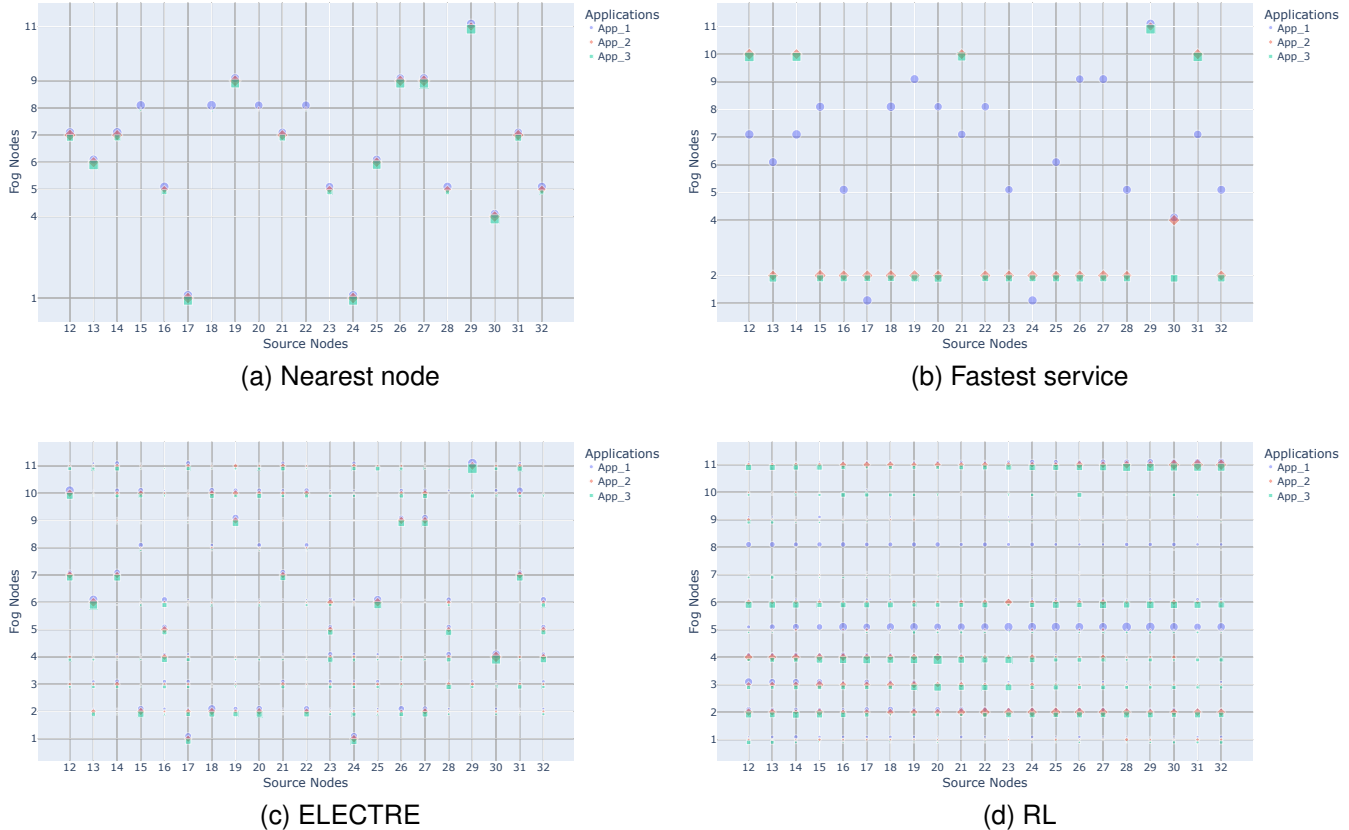 Applications
App_1
App_2
App_3
Fog Nodes
11
9
8
7
6
5
4
1
12 13 14 15 16 17 18 19 20 21 22 23 24 25 26 27 28 29 30 31 32
Source Nodes
(a) Nearest node
Applications
App_1
App_2
App_3
Fog Nodes
11
10
9
8
7
6
5
4
2
1
12 13 14 15 16 17 18 19 20 21 22 23 24 25 26 27 28 29 30 31 32
Source Nodes
(b) Fastest service
Applications
App_1
App_2
App_3
Fog Nodes
11
10
9
8
7
6
5
4
3
2
1
12 13 14 15 16 17 18 19 20 21 22 23 24 25 26 27 28 29 30 31 32
Source Nodes
(c) ELECTRE
Applications
App_1
App_2
App_3
Fog Nodes
11
10
9
8
7
6
5
4
3
2
1
12 13 14 15 16 17 18 19 20 21 22 23 24 25 26 27 28 29 30 31 32
Source Nodes
(d) RL